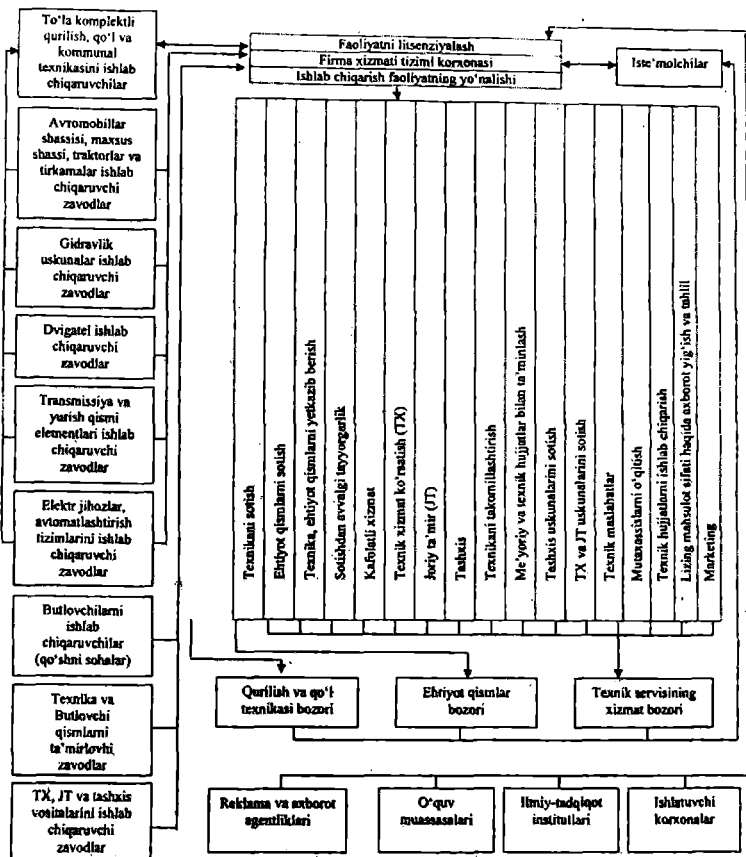 To‘la komplektli
qurilish, qo‘l va
kommunal
texnikasini ishlab
chiqaruvchilar
Avromobillar
shassisi, maxsus
shassi, traktorlar va
tirkamalar ishlab
chiqaruvchi
zavodlar
Gidravlik
uskunalar ishlab
chiqaruvchi
zavodlar
Dvigatel ishlab
chiqaruvchi
zavodlar
Transmissiya va
yurish qismi
elementlari ishlab
chiqaruvchi
zavodlar
Elektr jihozlar,
avtomatlashtirish
tizimlarini ishlab
chiqaruvchi
zavodlar
Butlovchilarni
ishlab
chiqaruvchilar
(qo‘shni sohalar)
Texnika va
Butlovchi
qismlarni
ta’mirlovhi
zavodlar
TX, JT va tashxis
vositalarini ishlab
chiqaruvchi
zavodlar
Faoliyatni litsenziyalash
Firma xizmati tizimi korxonasi
Ishlab chiqarish faoliyatning yo‘nalishi
Iste’molchilar
Texnikani sotish
Ehtiyot qismlarni sotish
Texnika, ehtiyot qismlarni yetkazib berish
Sotishdan avvalgi tayyorgarlik
Kafolatli xizmat
Texnik xizmat ko‘rsatish (TX)
Joriy ta’mir (JT)
Tashxis
Texnikani takomillashtirish
Me’yoriy va texnik hujjatlar bilan ta’minlash
Tashxis uskunalarini sotish
TX va JT uskunalarini sotish
Texnik maslahatlar
Mutaxassislarni o‘qitish
Texnik hujjatlarni ishlab chiqarish
Lizing mahsulot sifati haqida axborot yig‘ish va tahlil
Marketing
Qurilish va qo‘l
texnikasi bozori
Ehtiyot qismlar
bozori
Texnik servisining
xizmat bozori
Reklama va axborot
agentliklari
O‘quv
muassasalari
Ilmiy-tadqiqot
institutlari
Ishlatuvchi
korxonalar